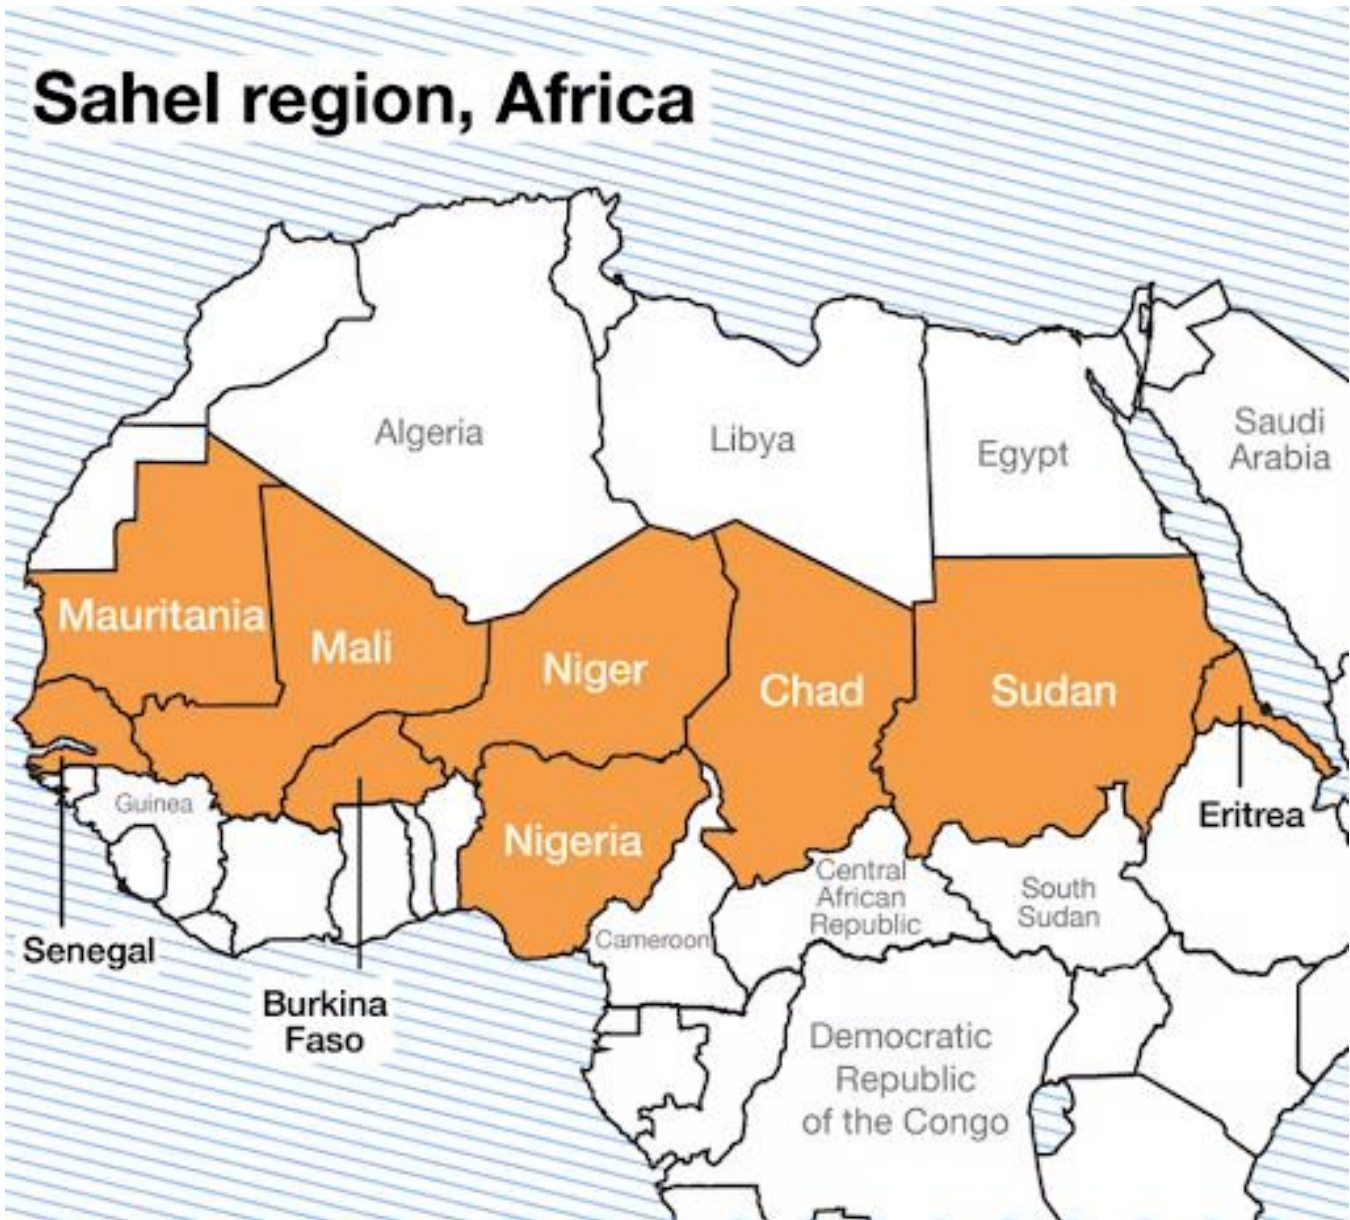 Sahel region, Africa
Algeria
Libya
Egypt
Saudi
Arabia
Mauritania
Mali
Niger
Chad
Sudan
Guinea
Nigeria
Eritrea
Central
African
Republic
South
Sudan
Senegal
Cameroon
Burkina
Faso
Democratic
Republic
of the Congo